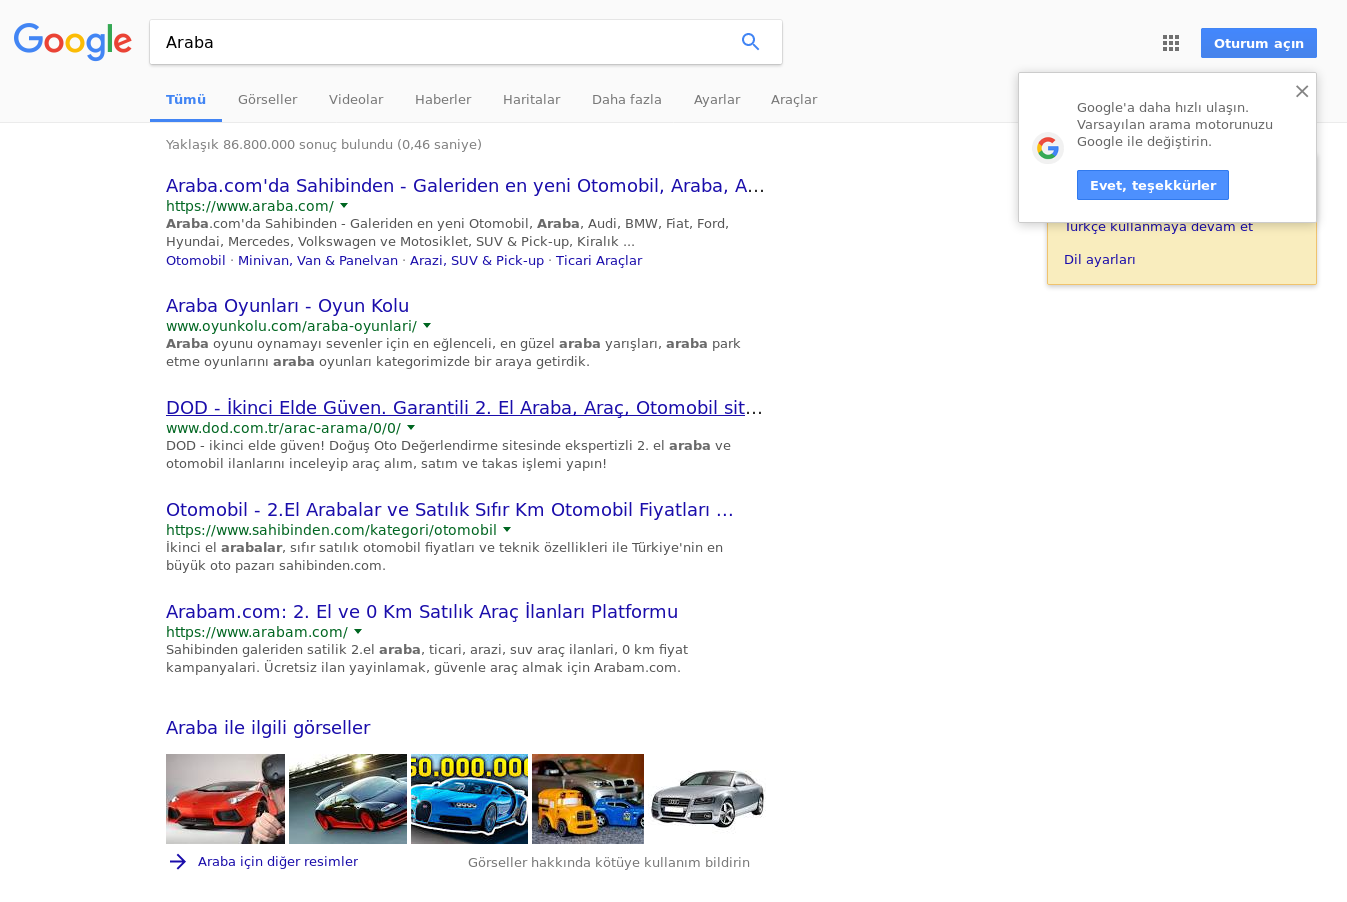 Google
Araba
Oturum açın
Tümü Görseller Videolar Haberler Haritalar Daha fazla Ayarlar Araçlar
Google'a daha hızlı ulaşın.
Varsayılan arama motorunuzu
Google ile değiştirin.
Evet, teşekkürler
Türkçe kullanmaya devam et
Dil ayarları
Yaklaşık 86.800.000 sonuç bulundu (0,46 saniye)
Araba.com'da Sahibinden - Galeriden en yeni Otomobil, Araba, A...
https://www.araba.com/
Araba.com'da Sahibinden - Galeriden en yeni Otomobil, Araba, Audi, BMW, Fiat, Ford,
Hyundai, Mercedes, Volkswagen ve Motosiklet, SUV & Pick-up, Kiralık ...
Otomobil · Minivan, Van & Panelvan · Arazi, SUV & Pick-up · Ticari Araçlar
Araba Oyunları - Oyun Kolu
www.oyunkolu.com/araba-oyunlari/
Araba oyunu oynamayı sevenler için en eğlenceli, en güzel araba yarışları, araba park
etme oyunlarını araba oyunları kategorimizde bir araya getirdik.
DOD - İkinci Elde Güven. Garantili 2. El Araba, Araç, Otomobil sit...
www.dod.com.tr/arac-arama/0/0/
DOD - ikinci elde güven! Doğuş Oto Değerlendirme sitesinde ekspertizli 2. el araba ve
otomobil ilanlarını inceleyip araç alım, satım ve takas işlemi yapın!
Otomobil - 2.El Arabalar ve Satılık Sıfır Km Otomobil Fiyatları ...
https://www.sahibinden.com/kategori/otomobil
İkinci el arabalar, sıfır satılık otomobil fiyatları ve teknik özellikleri ile Türkiye'nin en
büyük oto pazarı sahibinden.com.
Arabam.com: 2. El ve 0 Km Satılık Araç İlanları Platformu
https://www.arabam.com/
Sahibinden galeriden satilik 2.el araba, ticari, arazi, suv araç ilanlari, 0 km fiyat
kampanyalari. Ücretsiz ilan yayinlamak, güvenle araç almak için Arabam.com.
Araba ile ilgili görseller
50.000.000
Araba için diğer resimler
Görseller hakkında kötüye kullanım bildirin